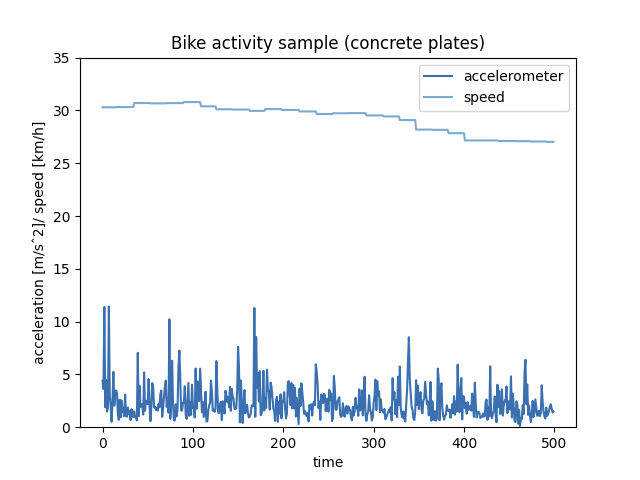 Bike activity sample (concrete plates)
accelerometer
speed
acceleration [m/sˆ2]/ speed [km/h]
35
30
25
20
15
10
5
0
0 100 200 300 400 500
time